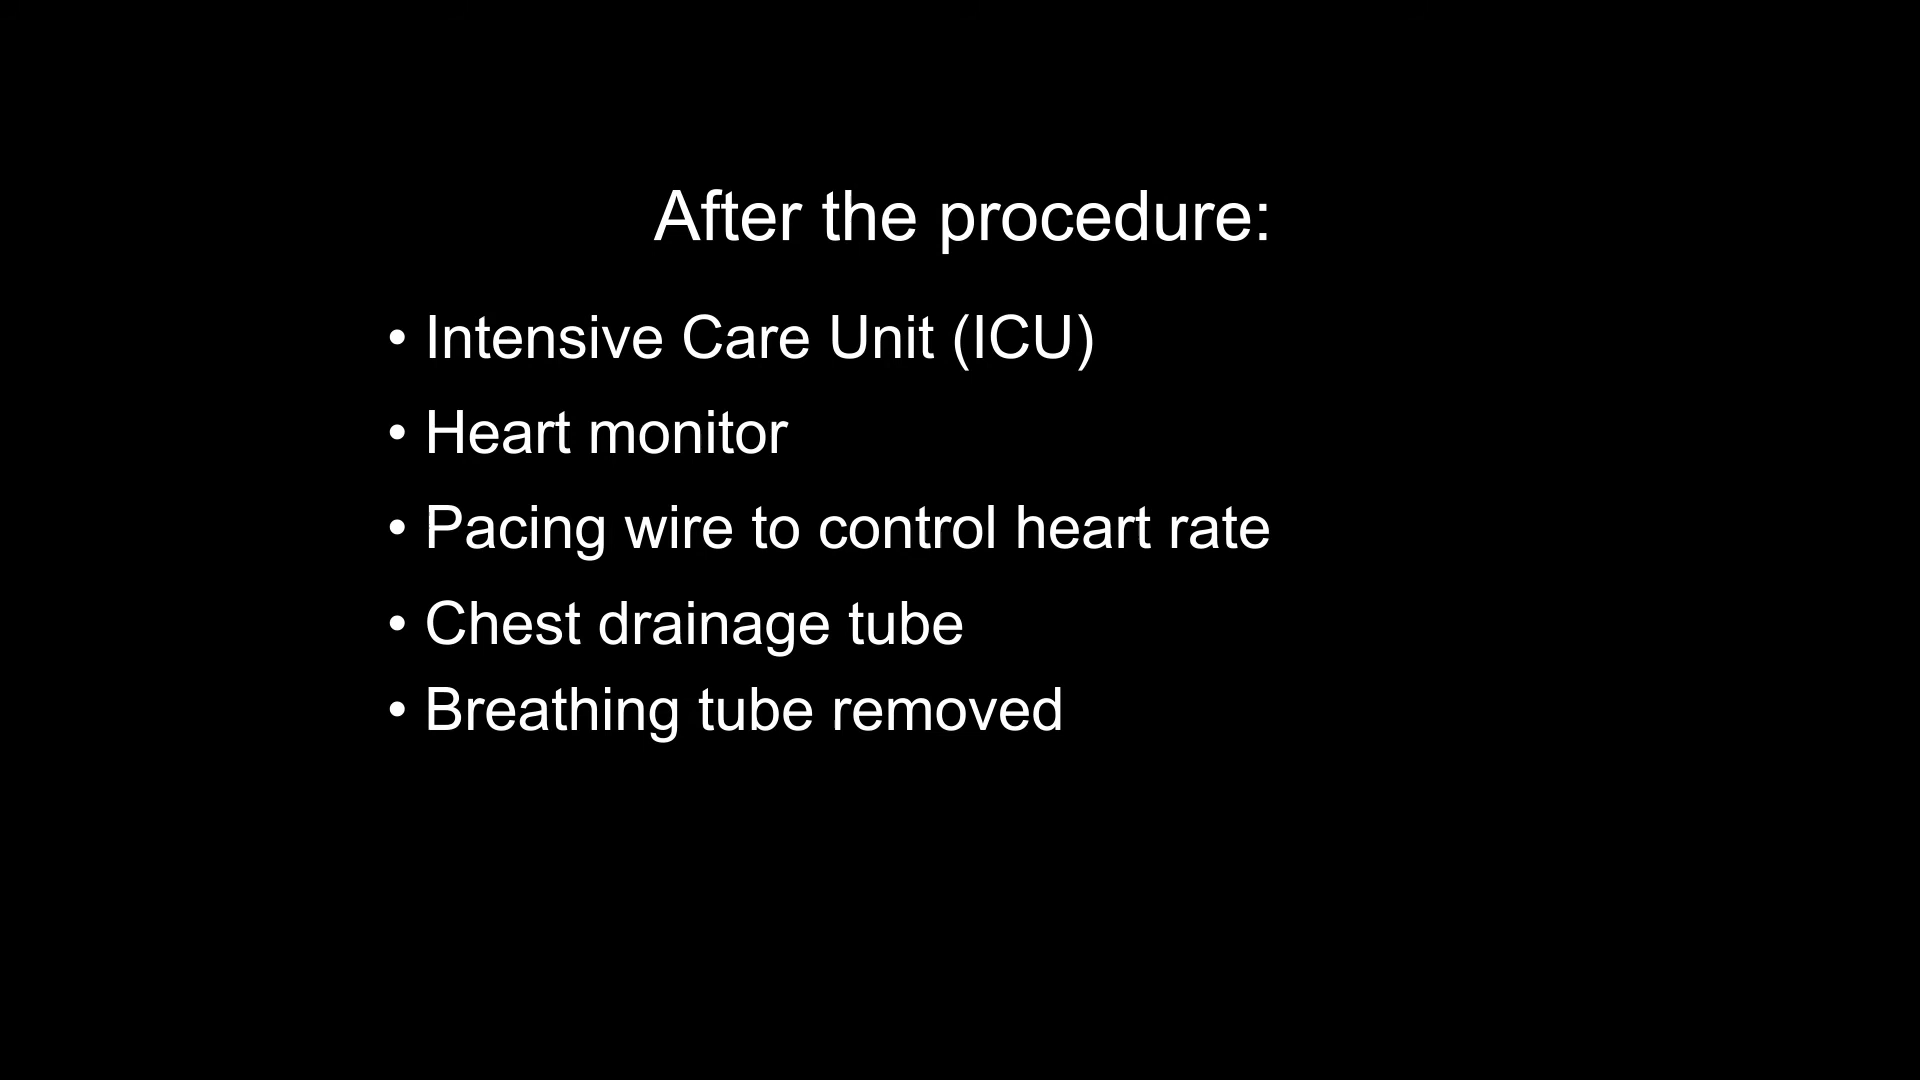 After the procedure:
• Intensive Care Unit (ICU)
• Heart monitor
• Pacing wire to control heart rate
• Chest drainage tube
• Breathing tube removed